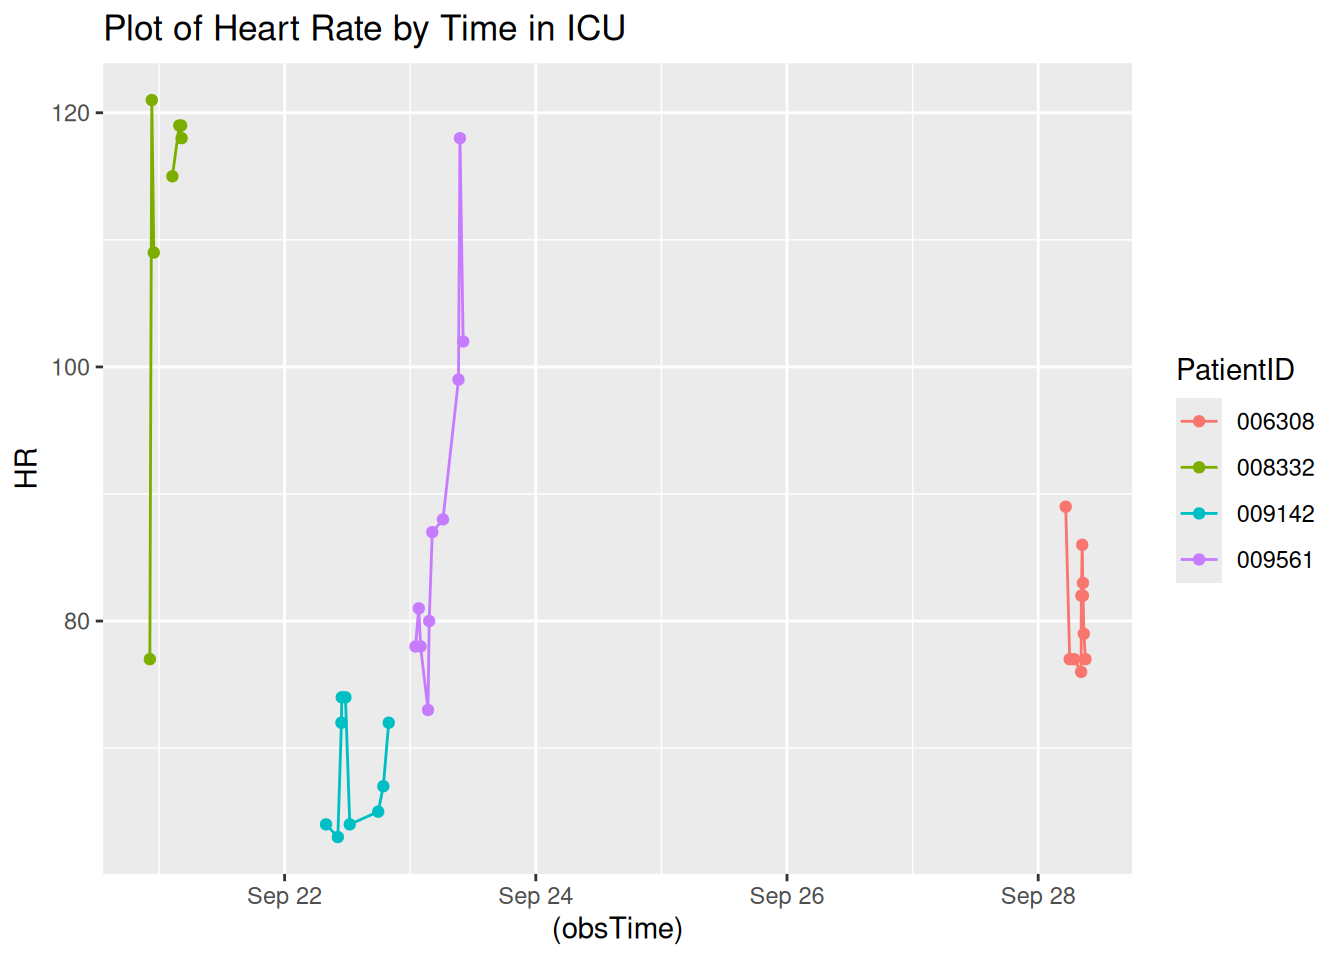 Plot of Heart Rate by Time in ICU
120
100
80
HR
Sep 22
Sep 24
Sep 26
Sep 28
(obsTime)
PatientID
006308
008332
009142
009561